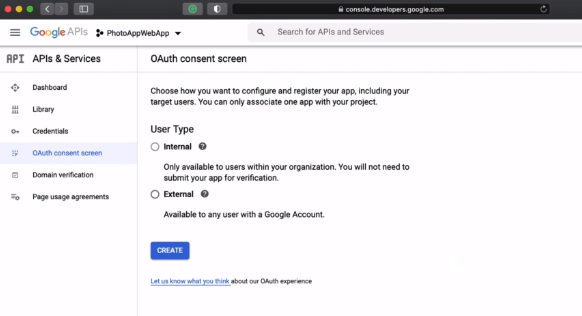 console.developers.google.com
Google APIs
PhotoAppWebApp
Search for APIs and Services
API APIs & Services
OAuth consent screen
Dashboard
Library
Credentials
OAuth consent screen
Domain verification
Page usage agreements
Choose how you want to configure and register your app, including your
target users. You can only associate one app with your project.
User Type
Internal
Only available to users within your organization. You will not need to
submit your app for verification.
External
Available to any user with a Google Account.
CREATE
Let us know what you think about our OAuth experience